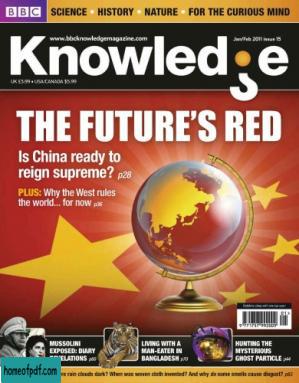 BBC
SCIENCE • HISTORY • NATURE • FOR THE CURIOUS MIND
www.bbcknowledgemagazine.com
Jan/Feb 2011 issue 15
UK £3.99 • USA/CANADA $5.99
Knowledge
THE FUTURE'S RED
Is China ready to
reign supreme? p28
PLUS: Why the West rules
the world... for now p36
MUSSOLINI
EXPOSED: DIARY
REVELATIONS p60
LIVING WITH
A MAN-EATER IN
BANGLADESH p70
HUNTING THE
MYSTERIOUS
GHOST PARTICLE p44
homeofpdf.com
rain clouds dark? When was woven cloth invented? And why do some smells cause disgust?